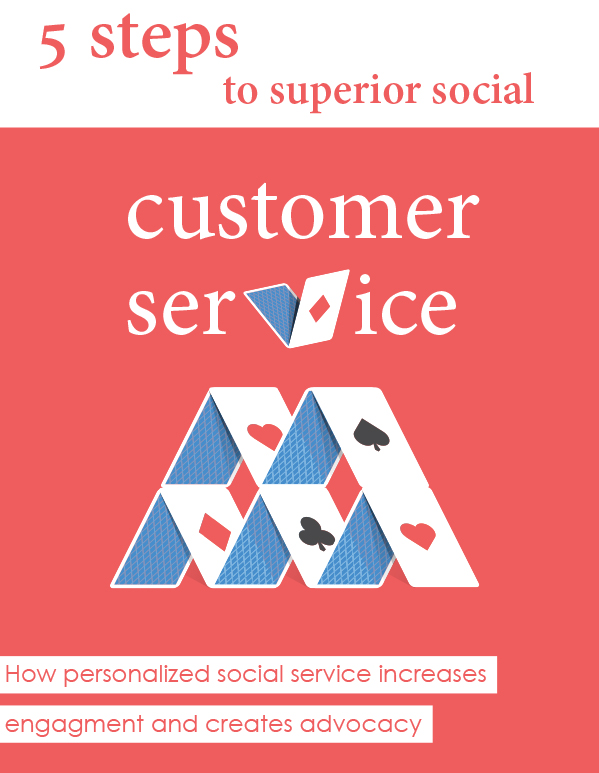 5 steps
to superior social
customer
service
How personalized social service increases
engagment and creates advocacy